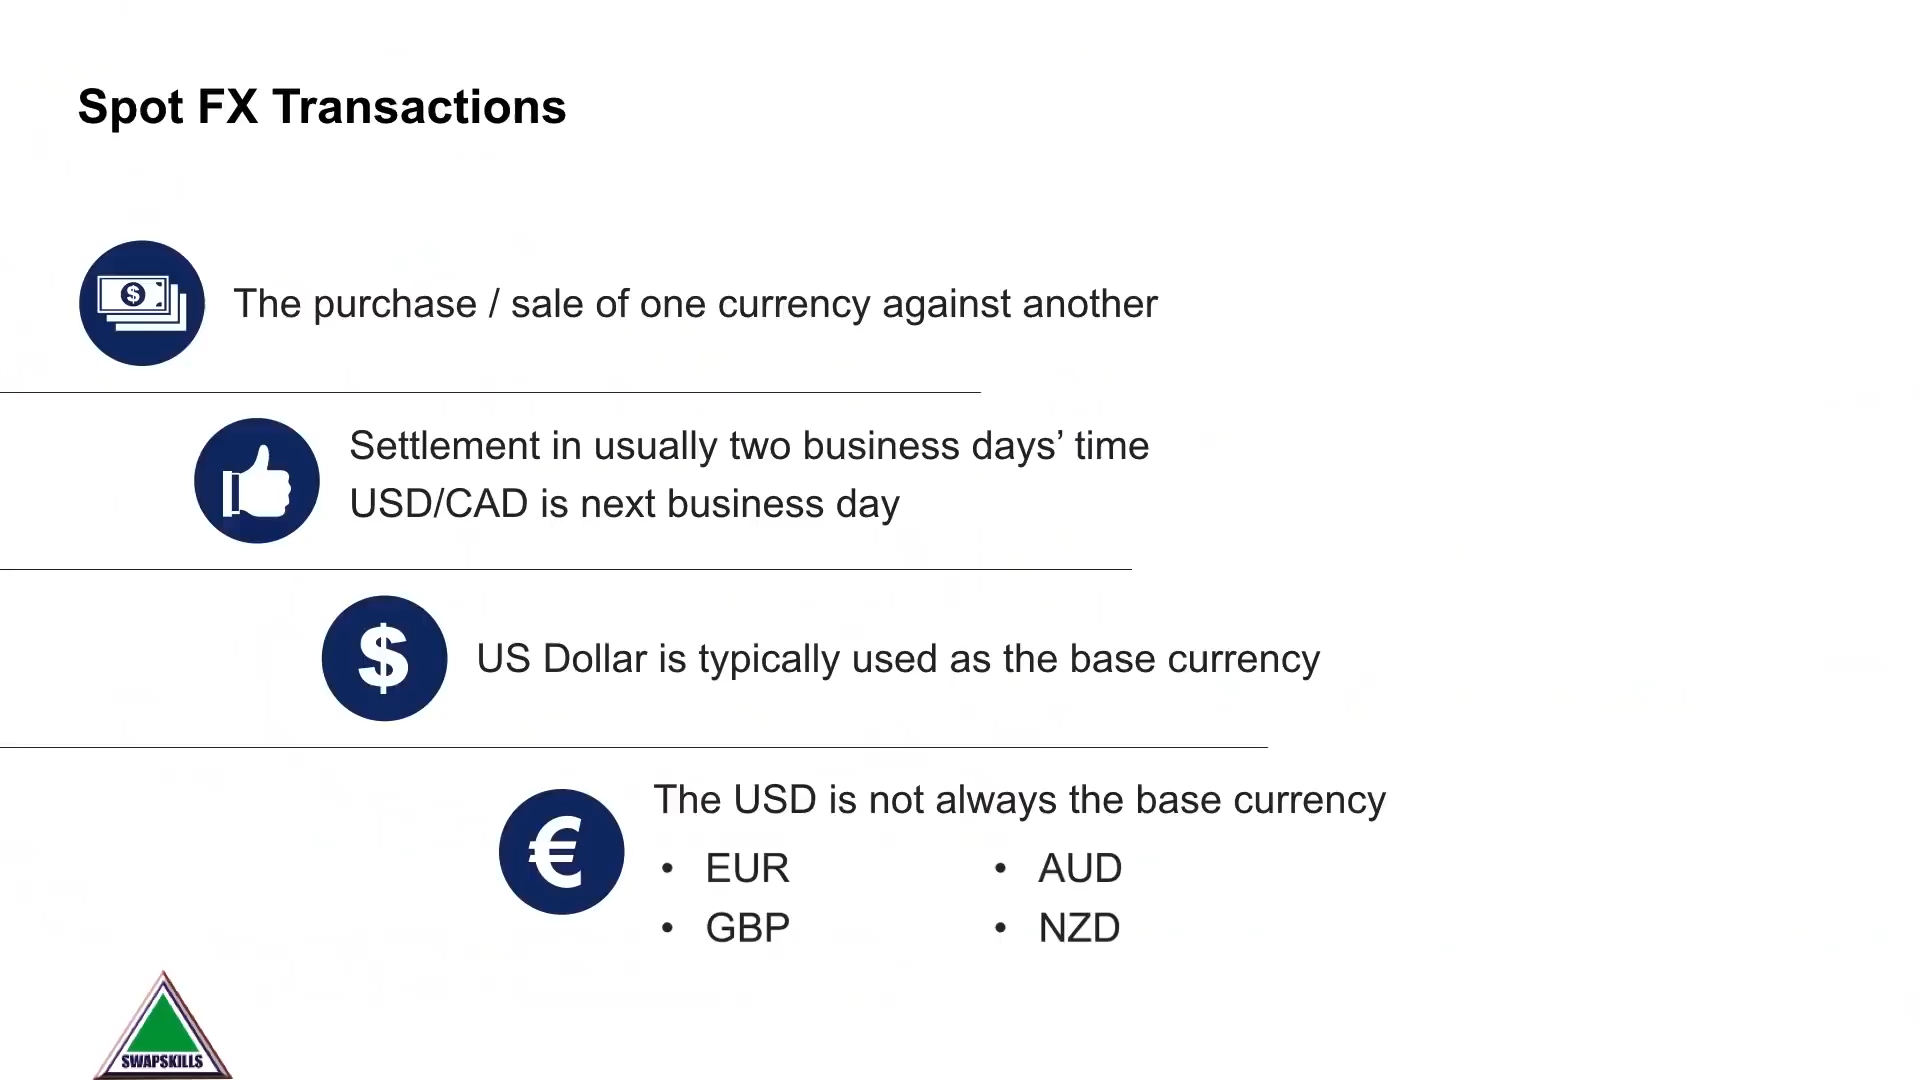 Spot FX Transactions
$
The purchase / sale of one currency against another
Settlement in usually two business days’ time
USD/CAD is next business day
$
US Dollar is typically used as the base currency
€
The USD is not always the base currency
• EUR
• GBP
• AUD
• NZD
SWAPSKILLS